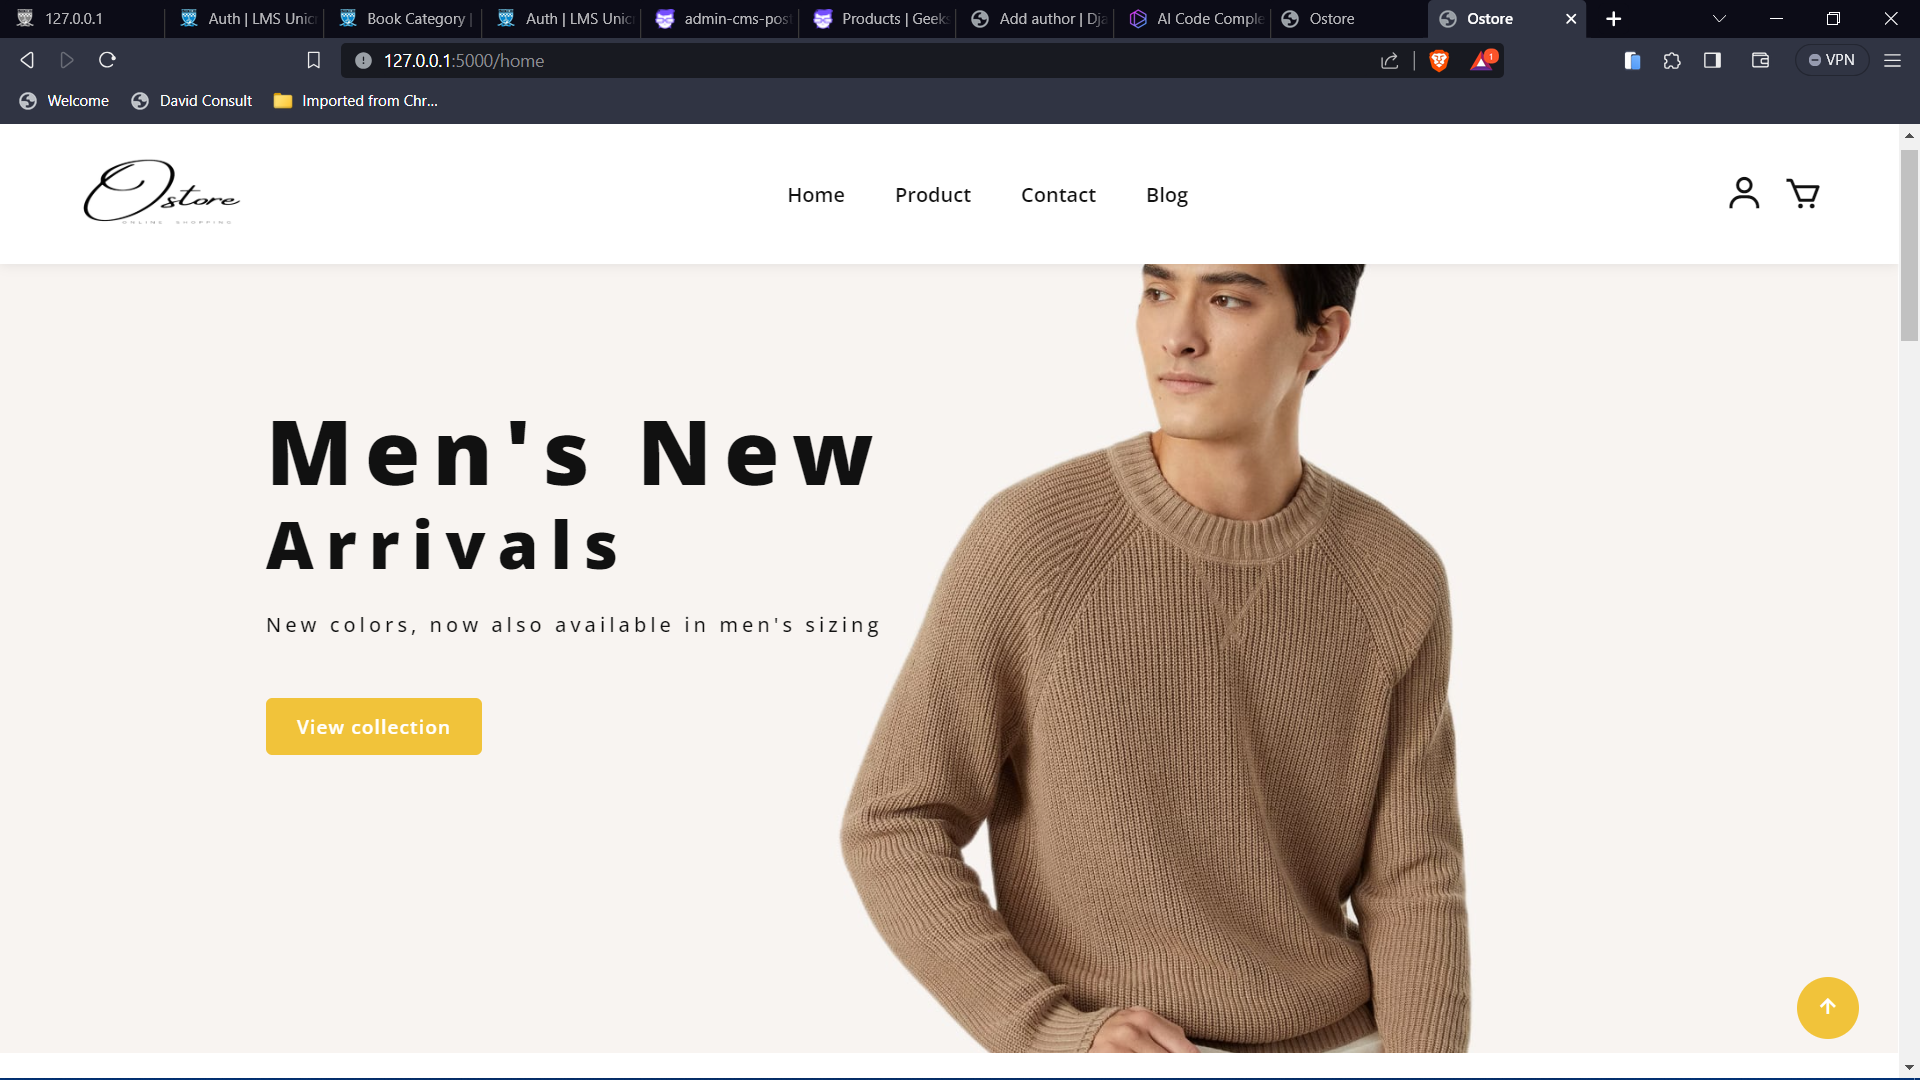 127.0.0.1
Auth | LMS Unic
Book Category |
Auth | LMS Unic
admin-cms-post
Products | Geeks
Add author | Dja
AI Code Comple
Ostore
Ostore
127.0.0.1:5000/home
1
VPN
Welcome
David Consult
Imported from Chr...
Ostore
ONLINE SHOPPING
Home
Product
Contact
Blog
Men's New
Arrivals
New colors, now also available in men's sizing
View collection